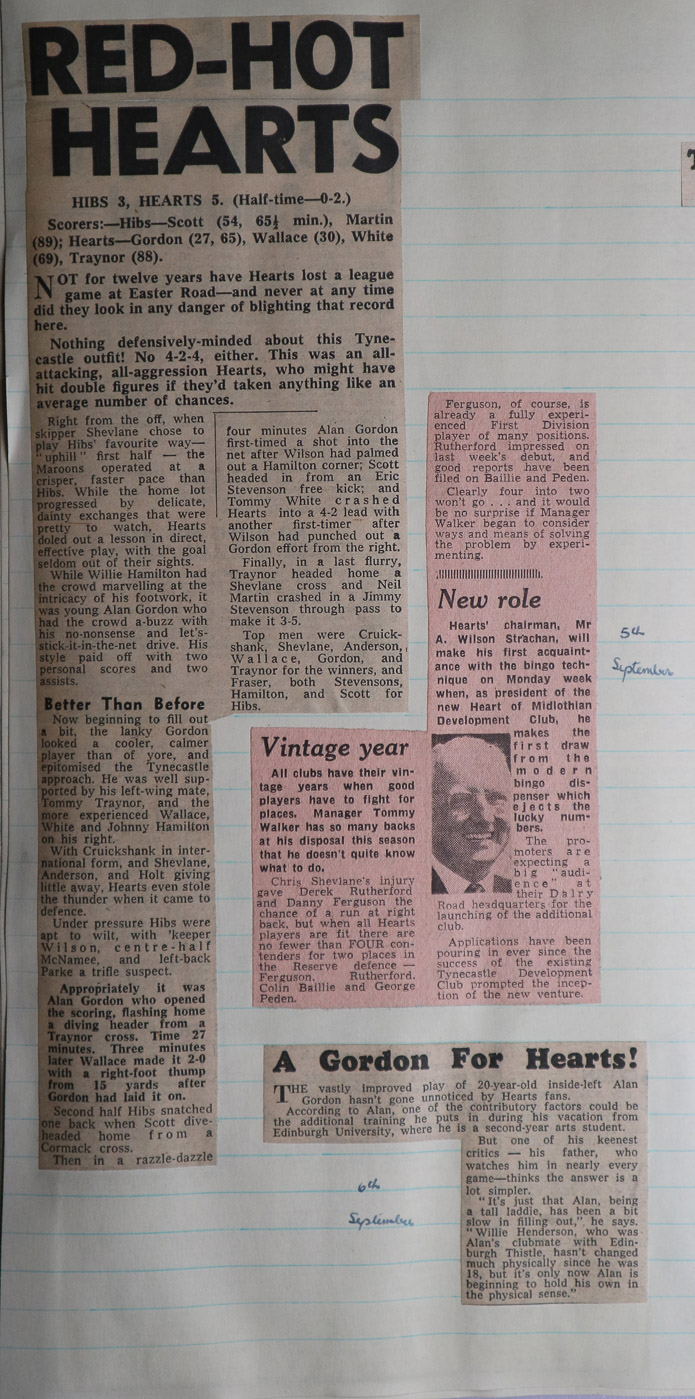 RED-HOT
HEARTS
HIBS 3, HEARTS 5. (Half-time—0-2.)
Scorers:—Hibs—Scott (54, 65½ min.), Martin
(89); Hearts—Gordon (27, 65), Wallace (30), White
(69), Traynor (88).
NOT for twelve years have Hearts lost a league
game at Easter Road—and never at any time
did they look in any danger of blighting that record
here.
Nothing defensively-minded about this Tyne-
castle outfit! No 4-2-4, either. This was an all-
attacking, all-aggression Hearts, who might have
hit double figures if they'd taken anything like an
average number of chances.
Right from the off, when
skipper Shevlane chose to
play Hibs' favourite way—
"uphill" first half — the
Maroons operated at a
crisper, faster pace than
Hibs. While the home lot
progressed by delicate,
dainty exchanges that were
pretty to watch, Hearts
doled out a lesson in direct,
effective play, with the goal
seldom out of their sights.
While Willie Hamilton had
the crowd marvelling at the
intricacy of his footwork, it
was young Alan Gordon who
had the crowd a-buzz with
his no-nonsense and let's-
stick-it-in-the-net drive. His
style paid off with two
personal scores and two
assists.
Better Than Before
Now beginning to fill out
a bit, the lanky Gordon
looked a cooler, calmer
player than of yore, and
epitomised the Tynecastle
approach. He was well sup-
ported by his left-wing mate,
Tommy Traynor, and the
more experienced Wallace,
White and Johnny Hamilton
on his right.
With Cruickshank in inter-
national form, and Shevlane,
Anderson, and Holt giving
little away, Hearts even stole
the thunder when it came to
defence.
Under pressure Hibs were
apt to wilt, with 'keeper
Wilson, centre-half
McNamee, and left-back
Parke a trifle suspect.
Appropriately it was
Alan Gordon who opened
the scoring, flashing home
a diving header from a
Traynor cross. Time 27
minutes. Three minutes
later Wallace made it 2-0
with a right-foot thump
from 15 yards after
Gordon had laid it on.
Second half Hibs snatched
one back when Scott dive-
headed home from a
Cormack cross.
Then in a razzle-dazzle
four minutes Alan Gordon
first-timed a shot into the
net after Wilson had palmed
out a Hamilton corner; Scott
headed in from an Eric
Stevenson free kick; and
Tommy White crashed
Hearts into a 4-2 lead with
another first-timer after
Wilson had punched out a
Gordon effort from the right.
Finally, in a last flurry,
Traynor headed home a
Shevlane cross and Neil
Martin crashed in a Jimmy
Stevenson through pass to
make it 3-5.
Top men were Cruick-
shank, Shevlane, Anderson,
Wallace, Gordon, and
Traynor for the winners, and
Fraser, both Stevensons,
Hamilton, and Scott for
Hibs.
Vintage year
All clubs have their vin-
tage years when good
players have to fight for
places. Manager Tommy
Walker has so many backs
at his disposal this season
that he doesn't quite know
what to do.
Chris Shevlane's injury
gave Derek Rutherford
and Danny Ferguson the
chance of a run at right
back, but when all Hearts
players are fit there are
no fewer than FOUR con-
tenders for two places in
the Reserve defence —
Ferguson, Rutherford,
Colin Baillie and George
Peden.
Ferguson, of course, is
already a fully experi-
enced First Division
player of many positions.
Rutherford impressed on
last week's debut, and
good reports have been
filed on Baillie and Peden.
Clearly four into two
won't go . . . and it would
be no surprise if Manager
Walker began to consider
ways and means of solving
the problem by experi-
menting.
New role
Hearts' chairman, Mr
A. Wilson Strachan, will
make his first acquaint-
ance with the bingo tech-
nique on Monday week
when, as president of the
new Heart of Midlothian
Development Club, he
makes the
first draw
from the
modern
bingo dis-
penser which
ejects the
lucky num-
bers.
The pro-
moters are
expecting a
big "audi-
ence" at
their Dalry
Road headquarters for the
launching of the additional
club.
Applications have been
pouring in ever since the
success of the existing
Tynecastle Development
Club prompted the incep-
tion of the new venture.
5th
September
A Gordon For Hearts!
THE vastly improved play of 20-year-old inside-left Alan
Gordon hasn't gone unnoticed by Hearts fans.
According to Alan, one of the contributory factors could be
the additional training he puts in during his vacation from
Edinburgh University, where he is a second-year arts student.
But one of his keenest
critics — his father, who
watches him in nearly every
game—thinks the answer is a
lot simpler.
"It's just that Alan, being
a tall laddie, has been a bit
slow in filling out," he says.
"Willie Henderson, who was
Alan's clubmate with Edin-
burgh Thistle, hasn't changed
much physically since he was
18, but it's only now Alan is
beginning to hold his own in
the physical sense."
6th
September